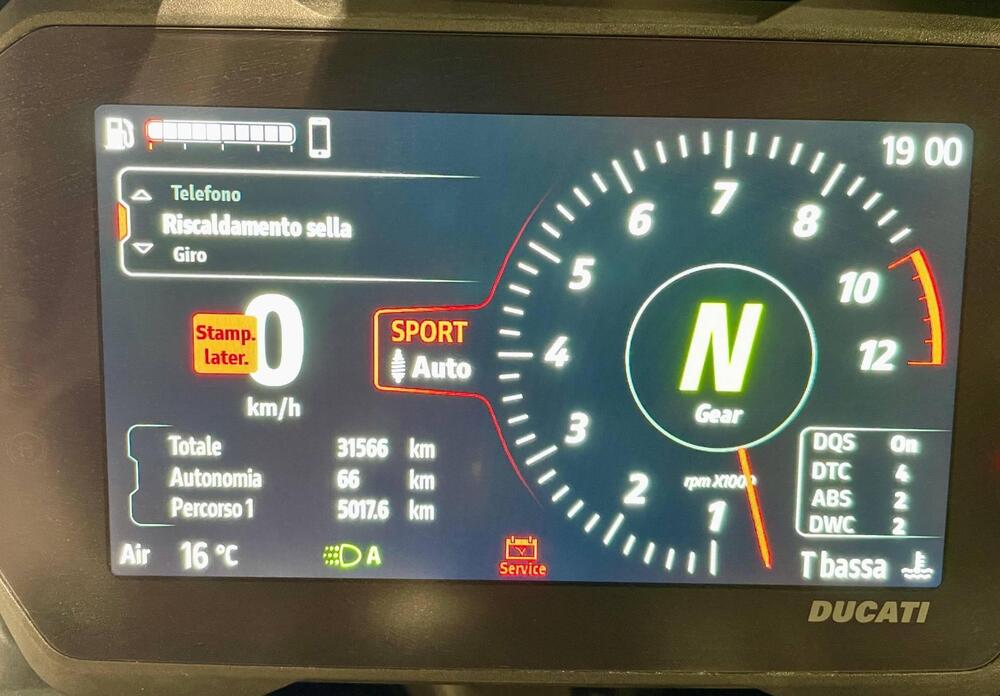 19 00
Telefono
Riscaldamento sella
Giro
Stamp.
later.
0
km/h
SPORT
Auto
Totale 31566 km
Autonomia 66 km
Percorso 1 5017.6 km
Air 16 °C
A
Service
1
2
3
4
5
6
7
8
10
12
N
Gear
rpm X1000
DQS On
DTC 4
ABS 2
DWC 2
T bassa
DUCATI